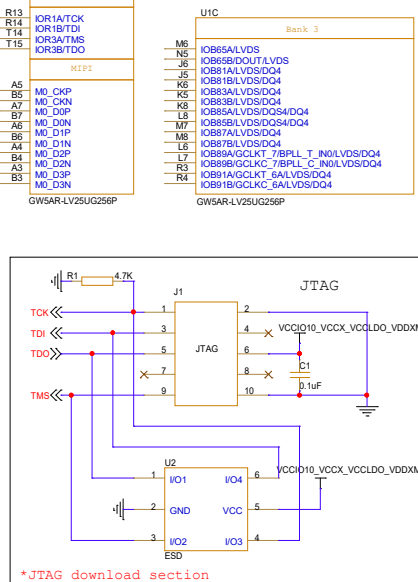 R13 IOR1A/TCK
R14 IOR1B/TDI
T14 IOR3A/TMS
T15 IOR3B/TDO
MIPI
A5 M0_CKP
B5 M0_CKN
A7 M0_D0P
B7 M0_D0N
A6 M0_D1P
B6 M0_D1N
A4 M0_D2P
B4 M0_D2N
A3 M0_D3P
B3 M0_D3N
GW5AR-LV25UG256P
U1C
Bank 3
M6 IOB65A/LVDS
N5 IOB65B/DOUT/LVDS
J6 IOB81A/LVDS/DQ4
J5 IOB81B/LVDS/DQ4
K6 IOB83A/LVDS/DQ4
K5 IOB83B/LVDS/DQ4
K8 IOB85A/LVDS/DQS4/DQ4
L8 IOB85B/LVDS/DQS4/DQ4
M7 IOB87A/LVDS/DQ4
M8 IOB87B/LVDS/DQ4
L6 IOB89A/GCLKT_7/BPLL_T_IN0/LVDS/DQ4
L7 IOB89B/GCLKC_7/BPLL_C_IN0/LVDS/DQ4
R3 IOB91A/GCLKT_6A/LVDS/DQ4
R4 IOB91B/GCLKC_6A/LVDS/DQ4
GW5AR-LV25UG256P
JTAG
R1 4.7K
J1
TCK 1 2
TDI 3 4 VCCIO10_VCCX_VCCLDO_VDDXM
TDO 5 JTAG 6
7 8 C1
TMS 9 10 0.1uF
U2
VCCIO10_VCCX_VCCLDO_VDDXM
1 I/O1 I/O4 6
2 GND VCC 5
3 I/O2 I/O3 4
ESD
*JTAG download section